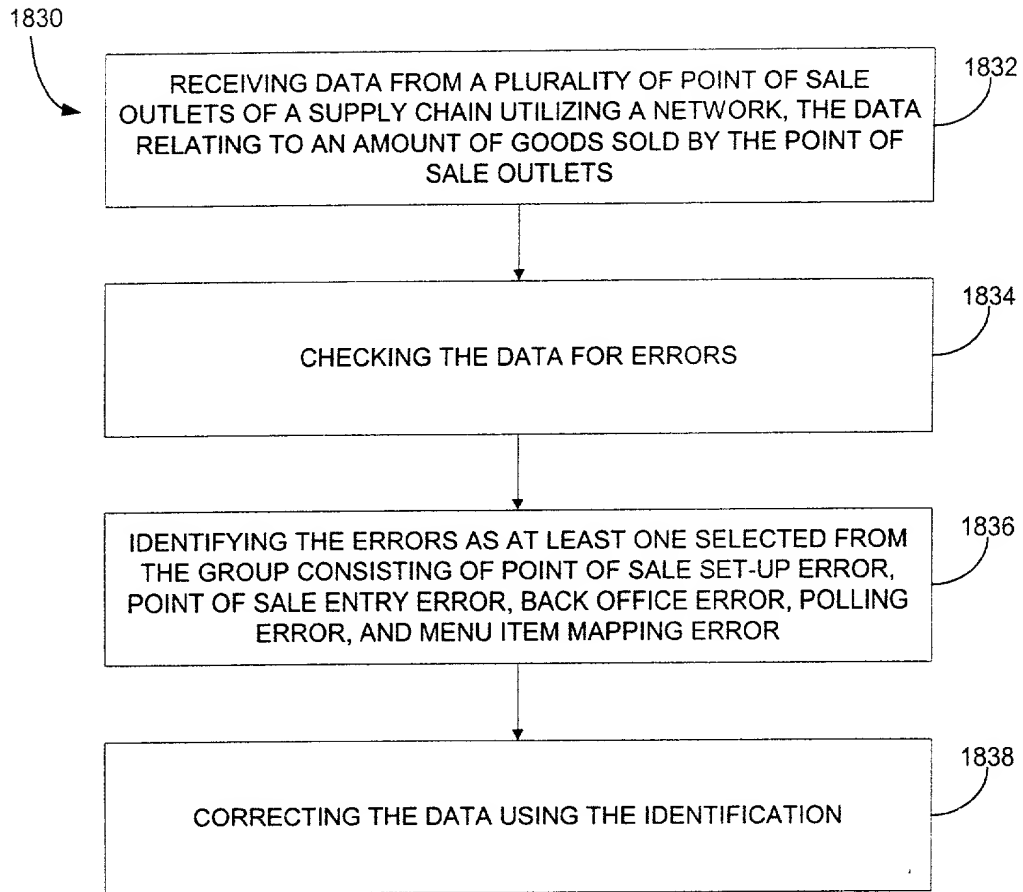 1830
1832
RECEIVING DATA FROM A PLURALITY OF POINT OF SALE
OUTLETS OF A SUPPLY CHAIN UTILIZING A NETWORK, THE DATA
RELATING TO AN AMOUNT OF GOODS SOLD BY THE POINT OF
SALE OUTLETS
1834
CHECKING THE DATA FOR ERRORS
1836
IDENTIFYING THE ERRORS AS AT LEAST ONE SELECTED FROM
THE GROUP CONSISTING OF POINT OF SALE SET-UP ERROR,
POINT OF SALE ENTRY ERROR, BACK OFFICE ERROR, POLLING
ERROR, AND MENU ITEM MAPPING ERROR
1838
CORRECTING THE DATA USING THE IDENTIFICATION